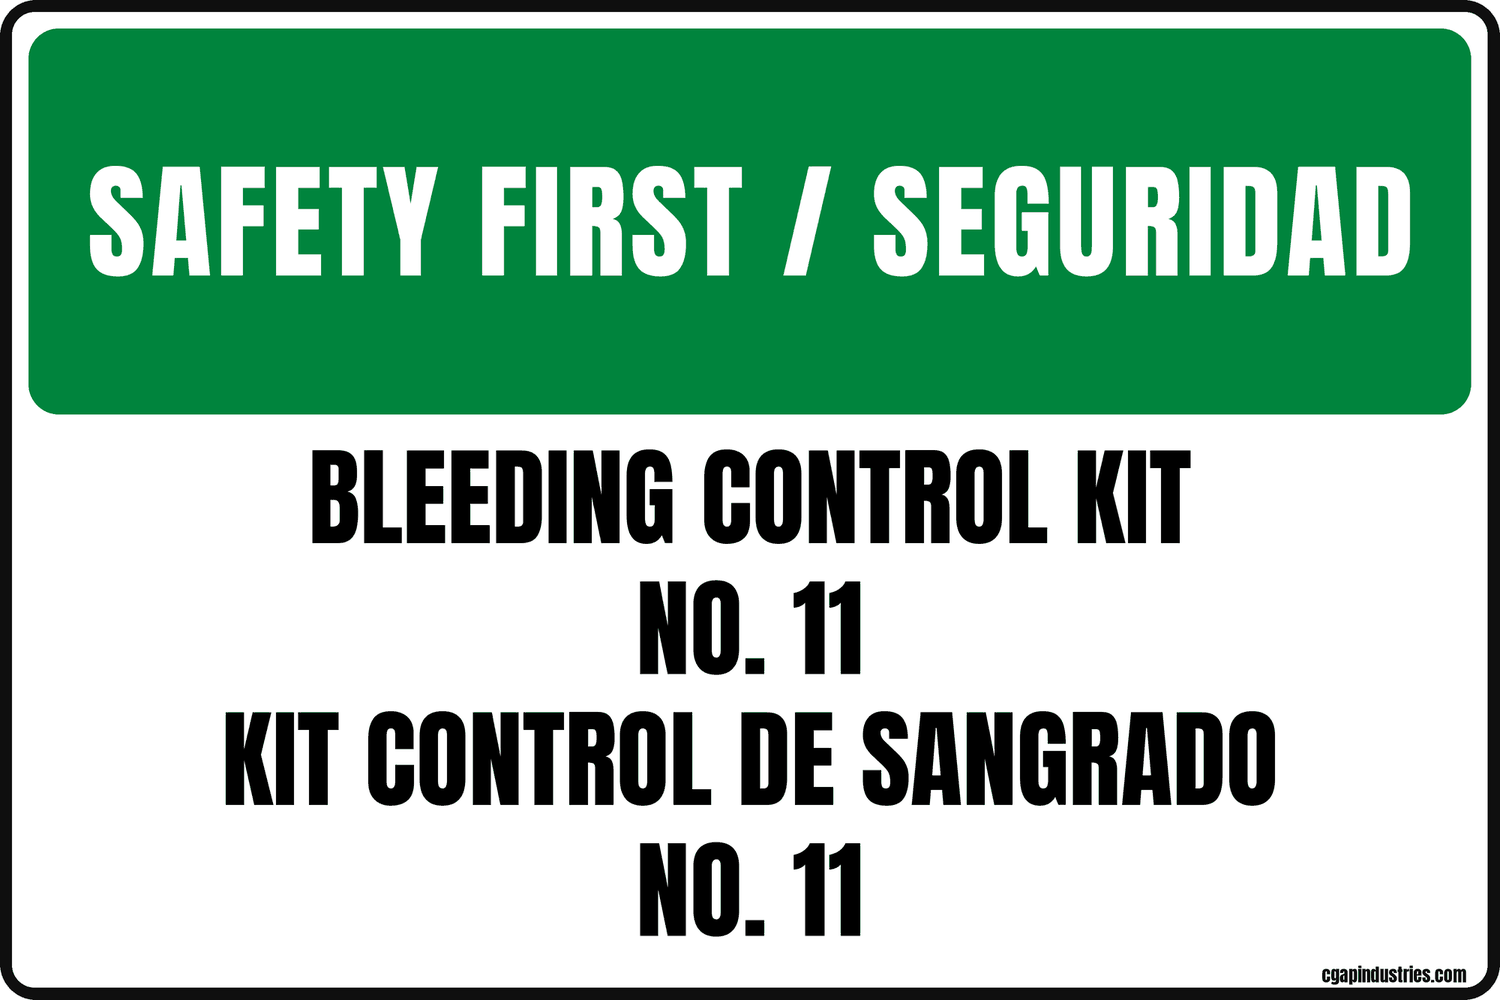 SAFETY FIRST / SEGURIDAD
BLEEDING CONTROL KIT
NO. 11
KIT CONTROL DE SANGRADO
NO. 11
cgapindustries.com